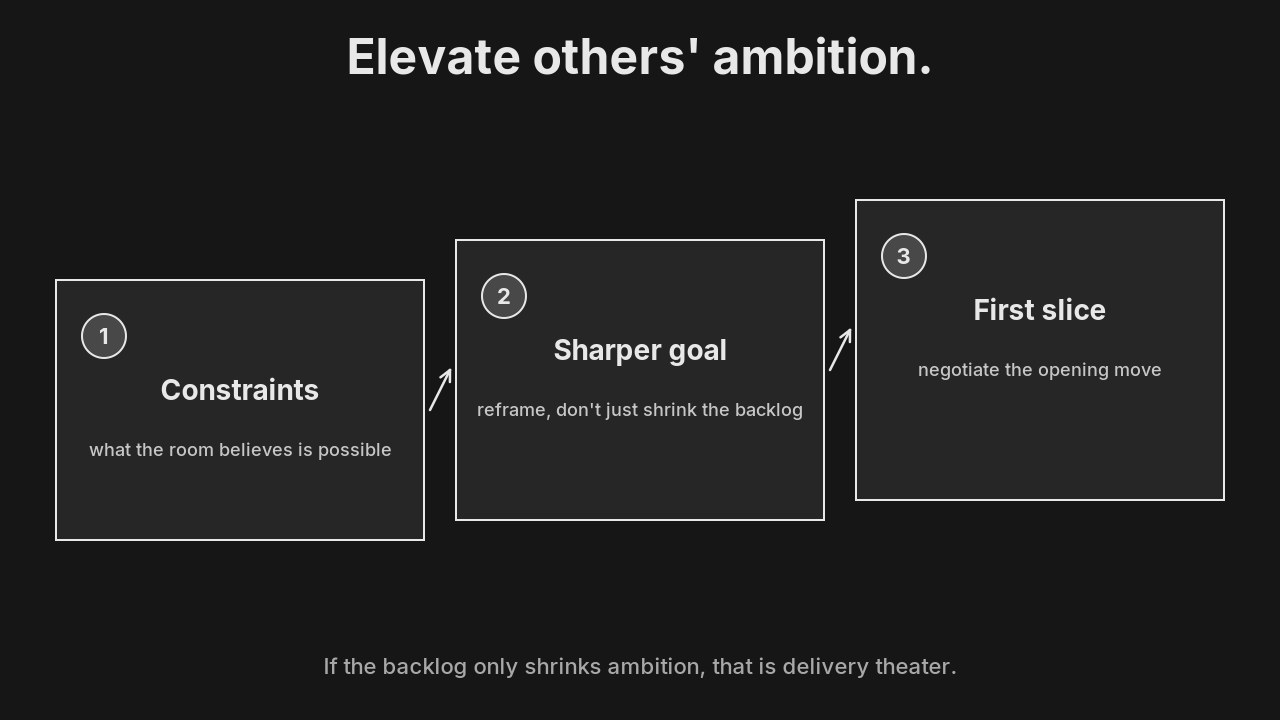 Elevate others' ambition.
1
Constraints
what the room believes is possible
2
Sharper goal
reframe, don't just shrink the backlog
3
First slice
negotiate the opening move
If the backlog only shrinks ambition, that is delivery theater.